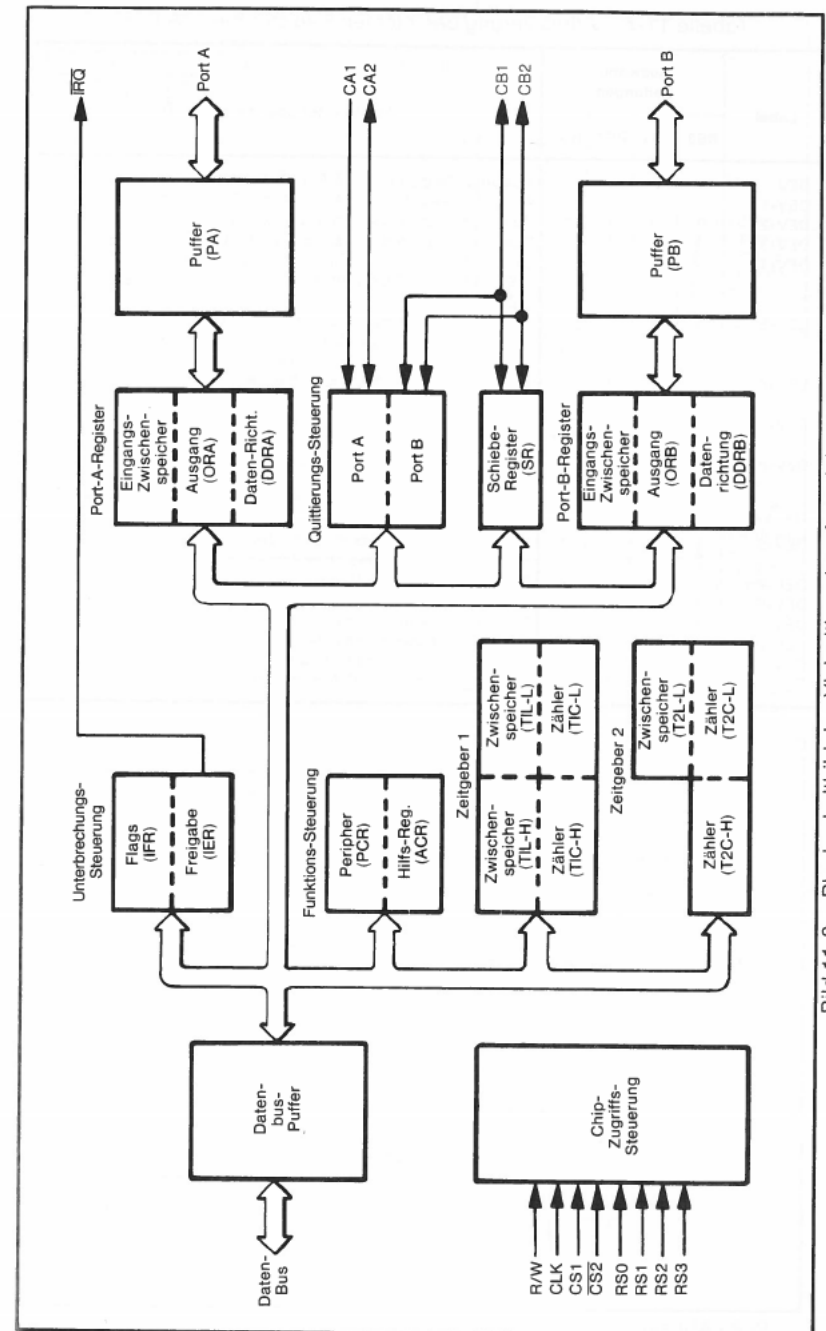 Daten-
Bus
Daten-
bus-
Puffer
R/W
CLK
CS1
CS2
RS0
RS1
RS2
RS3
Chip-
Zugriffs-
Steuerung
Unterbrechungs-
Steuerung
Flags
(IFR)
Freigabe
(IER)
IRQ
Funktions-Steuerung
Peripher
(PCR)
Hilfs-Reg.
(ACR)
Zeitgeber 1
Zwischen-
speicher
(TIL-H)
Zwischen-
speicher
(TIL-L)
Zähler
(TIC-H)
Zähler
(TIC-L)
Zeitgeber 2
Zwischen-
speicher
(T2L-L)
Zähler
(T2C-H)
Zähler
(T2C-L)
Port-A-Register
Eingangs-
Zwischen-
speicher
Ausgang
(ORA)
Daten-Richt.
(DDRA)
Puffer
(PA)
Port A
Quittierungs-Steuerung
Port A
Port B
CA1
CA2
Schiebe-
Register
(SR)
CB1
CB2
Port-B-Register
Eingangs-
Zwischen-
speicher
Ausgang
(ORB)
Daten-
richtung
(DDRB)
Puffer
(PB)
Port B